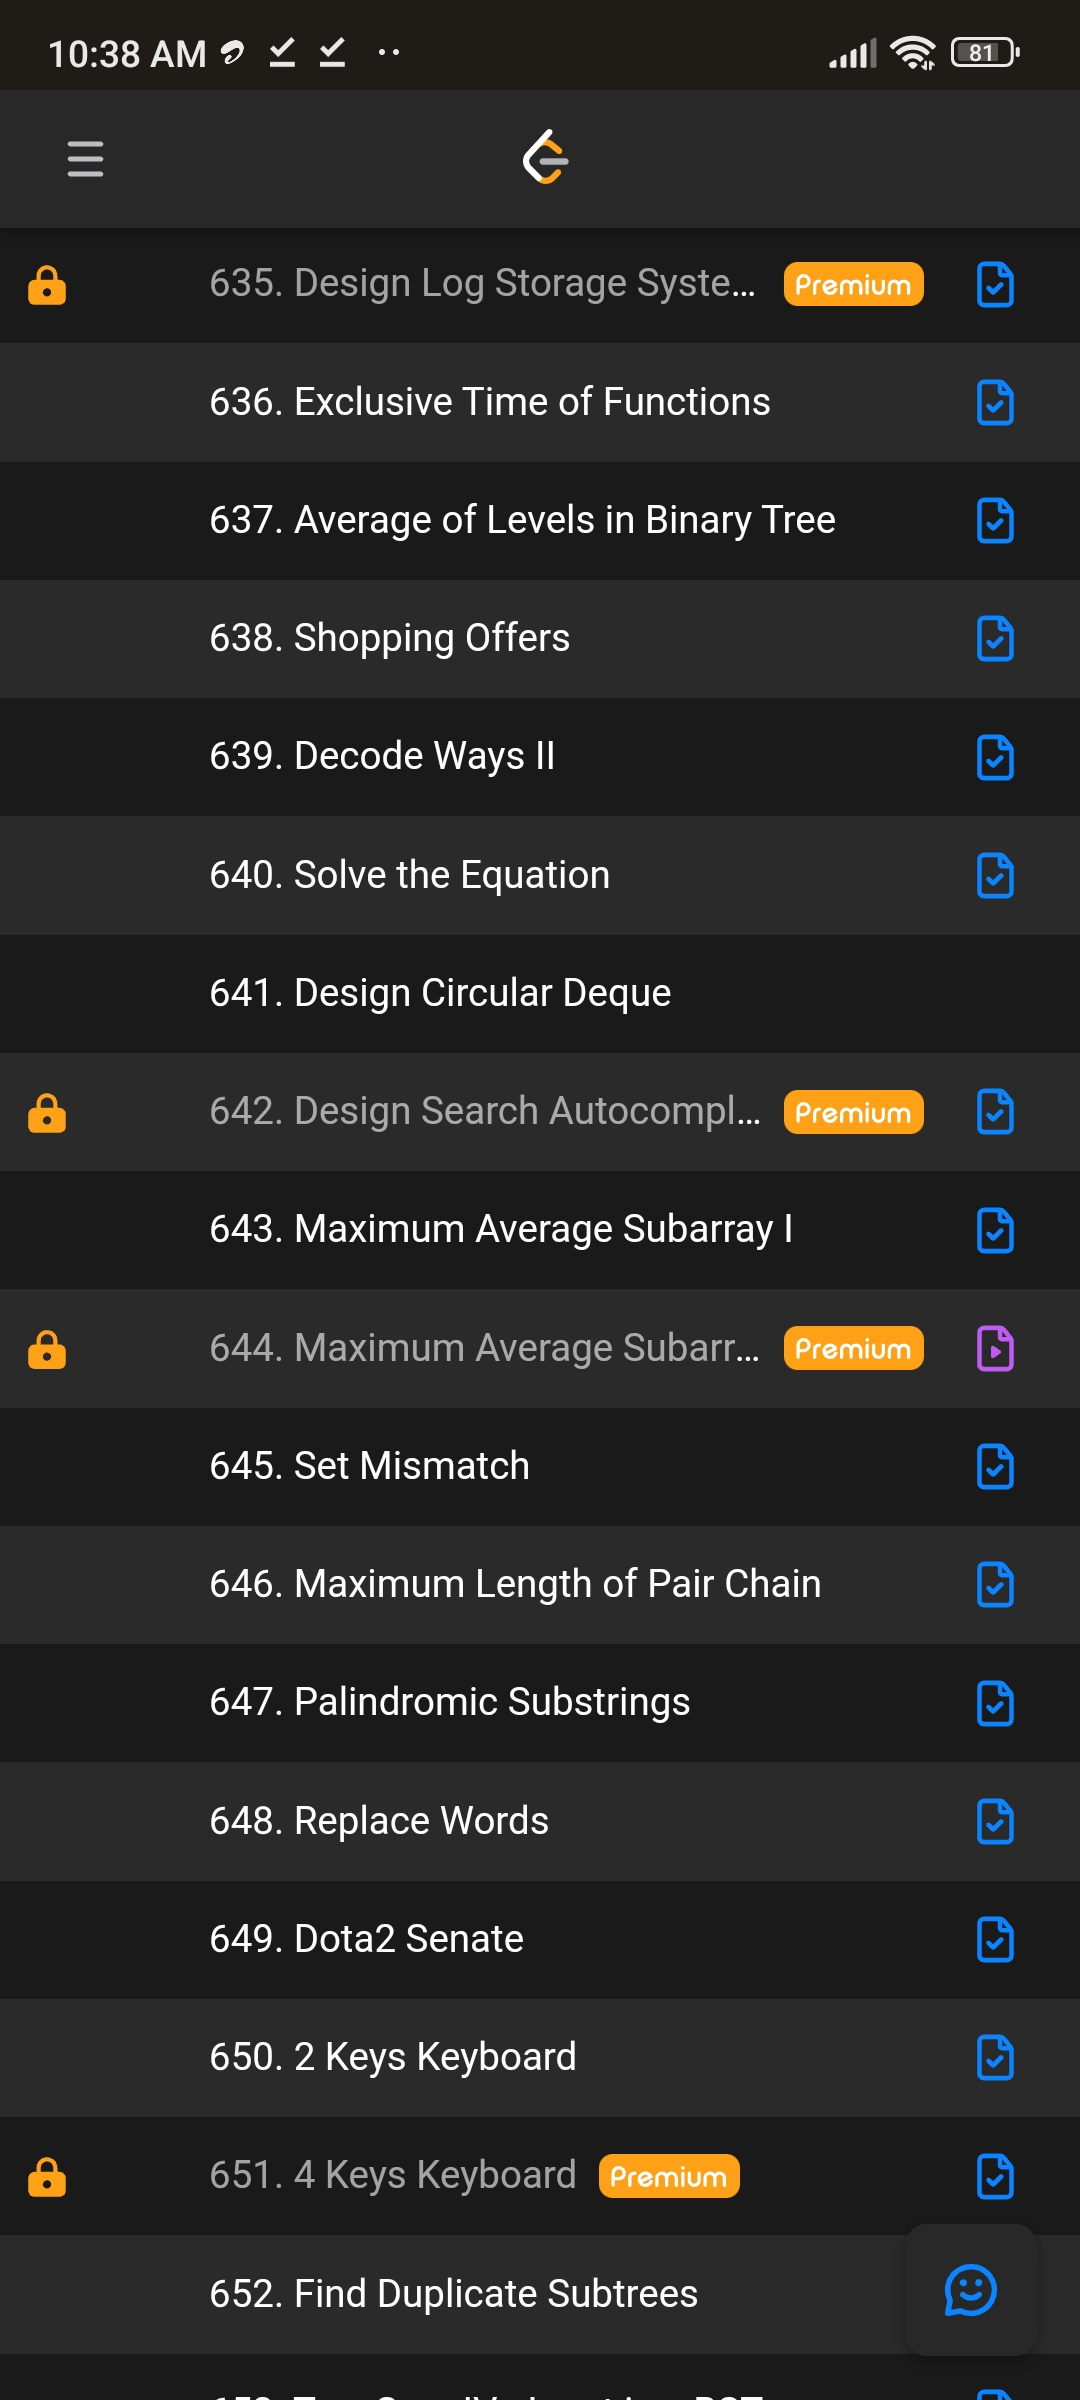 10:38 AM
81
635. Design Log Storage Syste... Premium
636. Exclusive Time of Functions
637. Average of Levels in Binary Tree
638. Shopping Offers
639. Decode Ways II
640. Solve the Equation
641. Design Circular Deque
642. Design Search Autocompl... Premium
643. Maximum Average Subarray I
644. Maximum Average Subarr... Premium
645. Set Mismatch
646. Maximum Length of Pair Chain
647. Palindromic Substrings
648. Replace Words
649. Dota2 Senate
650. 2 Keys Keyboard
651. 4 Keys Keyboard Premium
652. Find Duplicate Subtrees